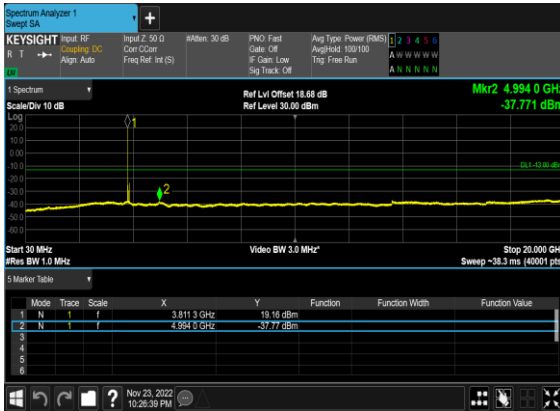 Spectrum Analyzer 1
Swept SA
+
KEYSIGHT
R T
Input: RF
Coupling: DC
Align: Auto
Input Z: 50 Ω
Corr CCorr
Freq Ref: Int (S)
#Atten: 30 dB
PNO: Fast
Gate: Off
IF Gain: Low
Sig Track: Off
Avg Type: Power (RMS)
Avg|Hold: 100/100
Trig: Free Run
1 2 3 4 5 6
A W W W W W
A N N N N N
1 Spectrum
Scale/Div 10 dB
Ref Lvl Offset 18.68 dB
Ref Level 30.00 dBm
Mkr2 4.994 0 GHz
-37.771 dBm
Log
20.0
10.0
0.00
-10.0
-20.0
-30.0
-40.0
-50.0
-60.0
1
2
DL1 -13.00 dBm
Start 30 MHz
#Res BW 1.0 MHz
Video BW 3.0 MHz*
Stop 20.000 GHz
Sweep ~38.3 ms (40001 pts)
5 Marker Table
Mode Trace Scale X Y Function Function Width Function Value
1 N 1 f 3.811 3 GHz 19.16 dBm
2 N 1 f 4.994 0 GHz -37.77 dBm
3
4
5
6
?
Nov 23, 2022
10:26:39 PM